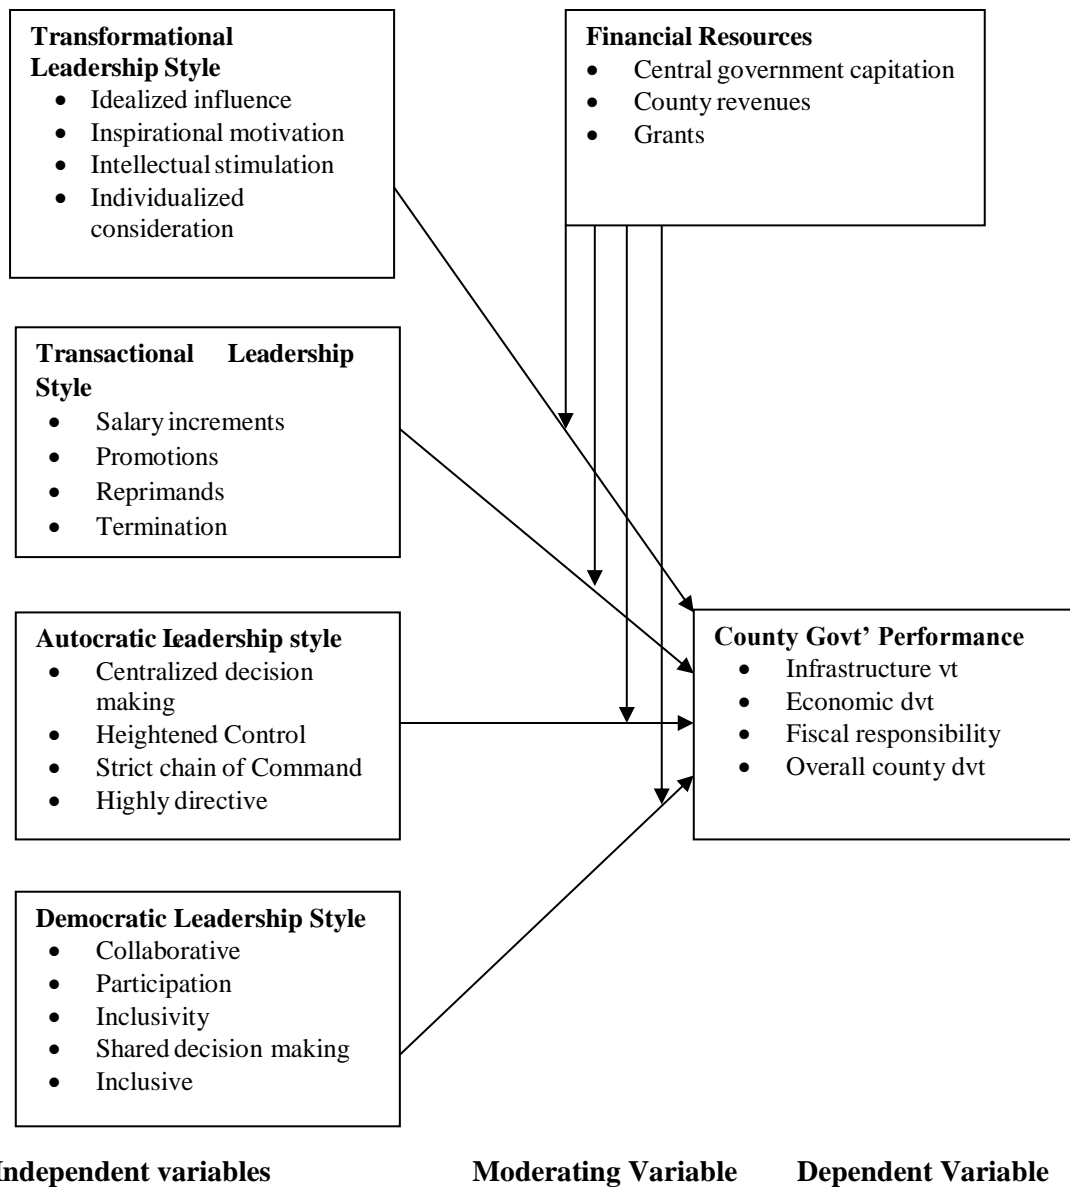 Transformational
Leadership Style
• Idealized influence
• Inspirational motivation
• Intellectual stimulation
• Individualized
consideration
Financial Resources
• Central government capitation
• County revenues
• Grants
Transactional Leadership
Style
• Salary increments
• Promotions
• Reprimands
• Termination
Autocratic Leadership style
• Centralized decision
making
• Heightened Control
• Strict chain of Command
• Highly directive
County Govt’ Performance
• Infrastructure vt
• Economic dvt
• Fiscal responsibility
• Overall county dvt
Democratic Leadership Style
• Collaborative
• Participation
• Inclusivity
• Shared decision making
• Inclusive
Independent variables Moderating Variable Dependent Variable